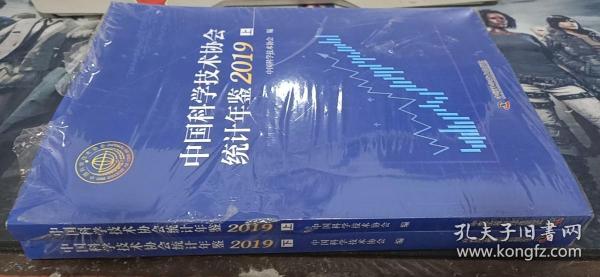 中国科学技术协会
统计年鉴2019 上
中国科学技术协会 编
中国科学技术协会统计年鉴 2019 上 中国科学技术协会 编
中国科学技术协会统计年鉴 2019 下 中国科学技术协会 编
孔夫子旧书网
www.kongfz.com